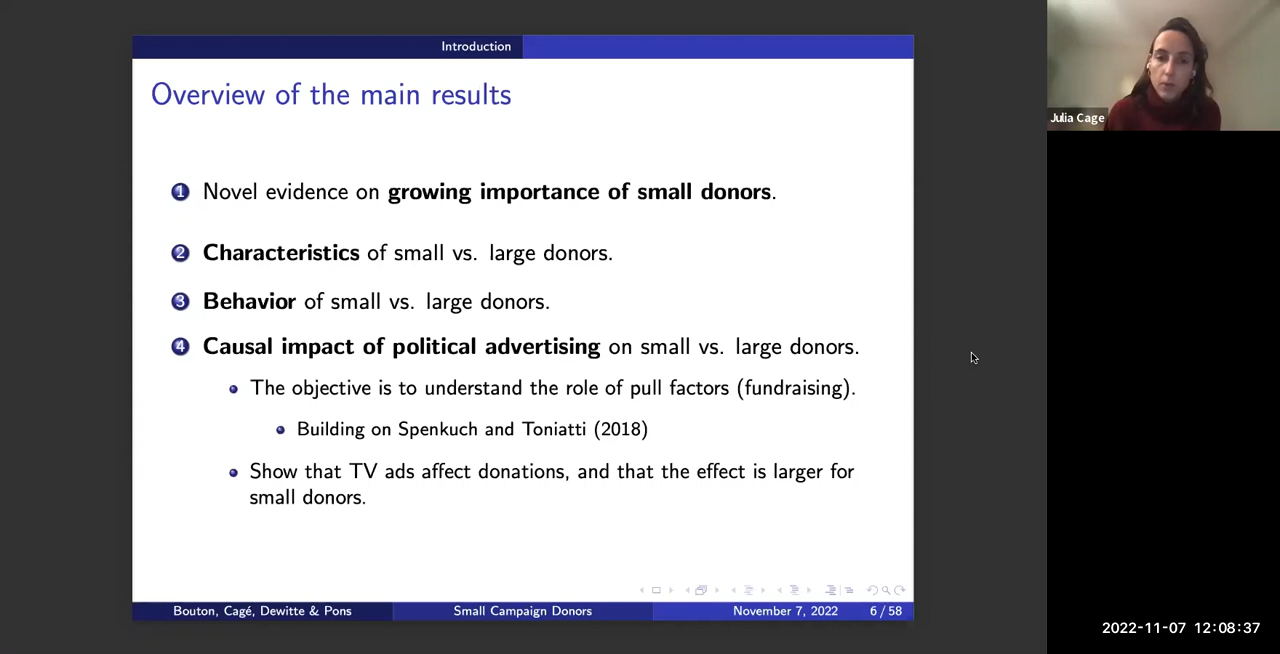 Introduction
Overview of the main results
1 Novel evidence on growing importance of small donors.
2 Characteristics of small vs. large donors.
3 Behavior of small vs. large donors.
4 Causal impact of political advertising on small vs. large donors.
The objective is to understand the role of pull factors (fundraising).
Building on Spenkuch and Toniatti (2018)
Show that TV ads affect donations, and that the effect is larger for
small donors.
Bouton, Cagé, Dewitte & Pons
Small Campaign Donors
November 7, 2022
6 / 58
Julia Cage
2022-11-07 12:08:37